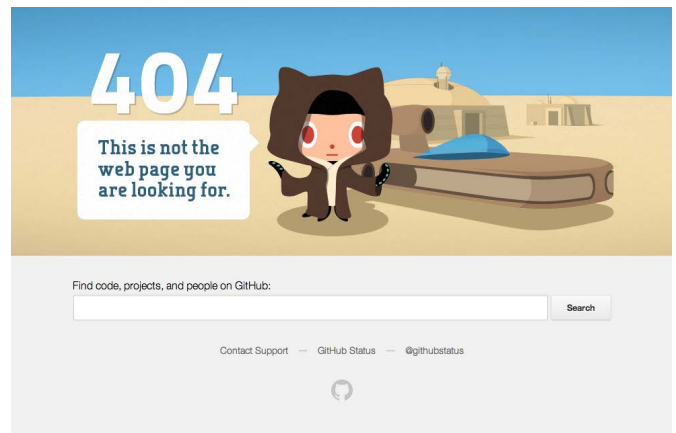 404
This is not the
web page you
are looking for.
Find code, projects, and people on GitHub:
Search
Contact Support — GitHub Status — @githubstatus